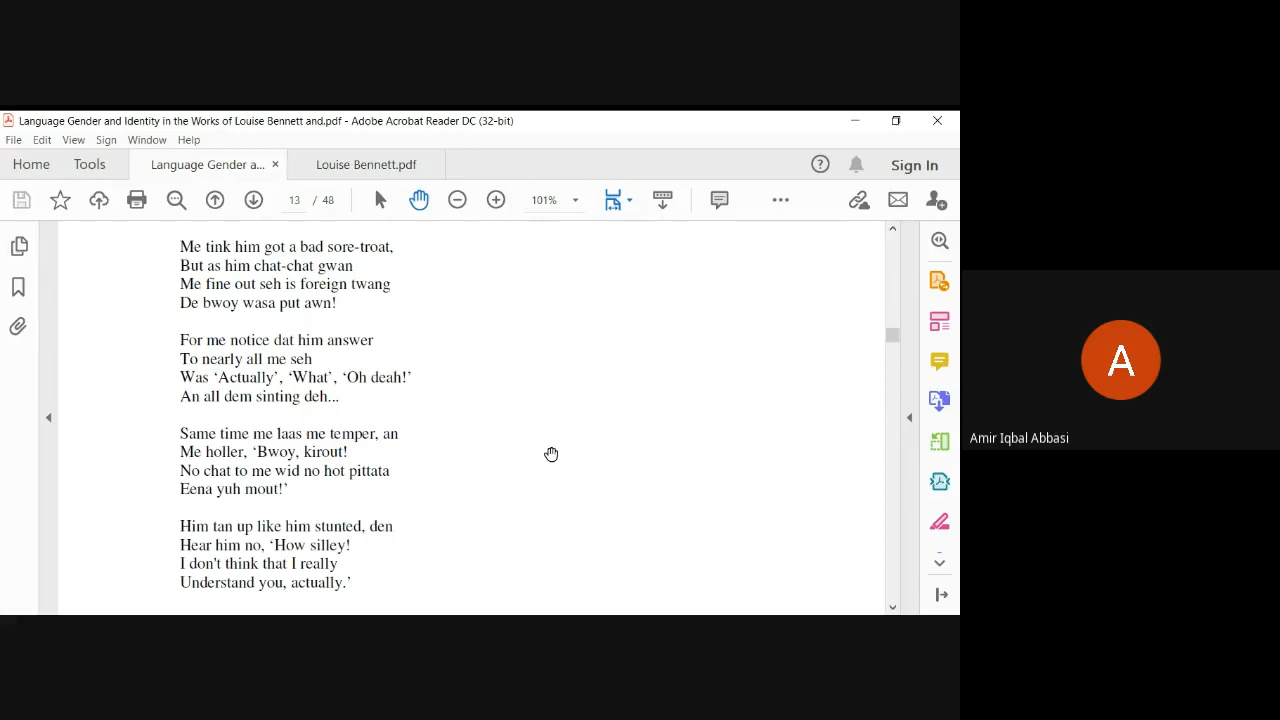 Language Gender and Identity in the Works of Louise Bennett and.pdf - Adobe Acrobat Reader DC (32-bit)
File Edit View Sign Window Help
Home Tools Language Gender a... × Louise Bennett.pdf Sign In
13 / 48 101%
Me tink him got a bad sore-troat,
But as him chat-chat gwan
Me fine out seh is foreign twang
De bwoy wasa put awn!
For me notice dat him answer
To nearly all me seh
Was ‘Actually’, ‘What’, ‘Oh deah!’
An all dem sinting deh...
Same time me laas me temper, an
Me holler, ‘Bwoy, kirout!
No chat to me wid no hot pittata
Eena yuh mout!’
Him tan up like him stunted, den
Hear him no, ‘How silley!
I don't think that I really
Understand you, actually.’
A
Amir Iqbal Abbasi